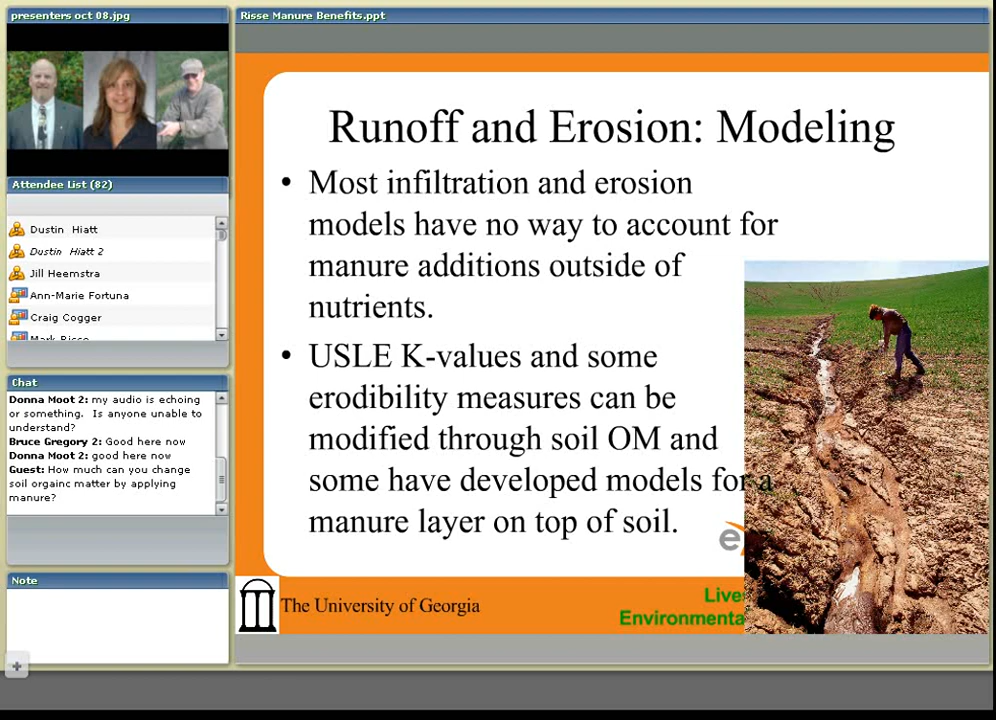 presenters oct 08.jpg
Attendee List (82)
Dustin Hiatt
Dustin Hiatt 2
Jill Heemstra
Ann-Marie Fortuna
Craig Cogger
Mark Risse
Chat
Donna Moot 2: my audio is echoing
or something. Is anyone unable to
understand?
Bruce Gregory 2: Good here now
Donna Moot 2: good here now
Guest: How much can you change
soil orgainc matter by applying
manure?
Note
Risse Manure Benefits.ppt
Runoff and Erosion: Modeling
• Most infiltration and erosion
models have no way to account for
manure additions outside of
nutrients.
• USLE K-values and some
erodibility measures can be
modified through soil OM and
some have developed models for a
manure layer on top of soil.
The University of Georgia
Live
Environmenta